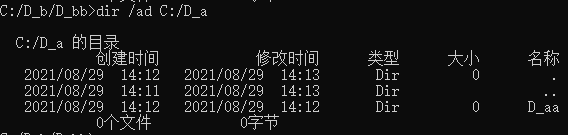 C:/D_b/D_bb>dir /ad C:/D_a
C:/D_a 的目录
创建时间 修改时间 类型 大小 名称
2021/08/29 14:12 2021/08/29 14:13 Dir 0 .
2021/08/29 14:11 2021/08/29 14:13 Dir ..
2021/08/29 14:12 2021/08/29 14:12 Dir 0 D_aa
0个文件 0字节